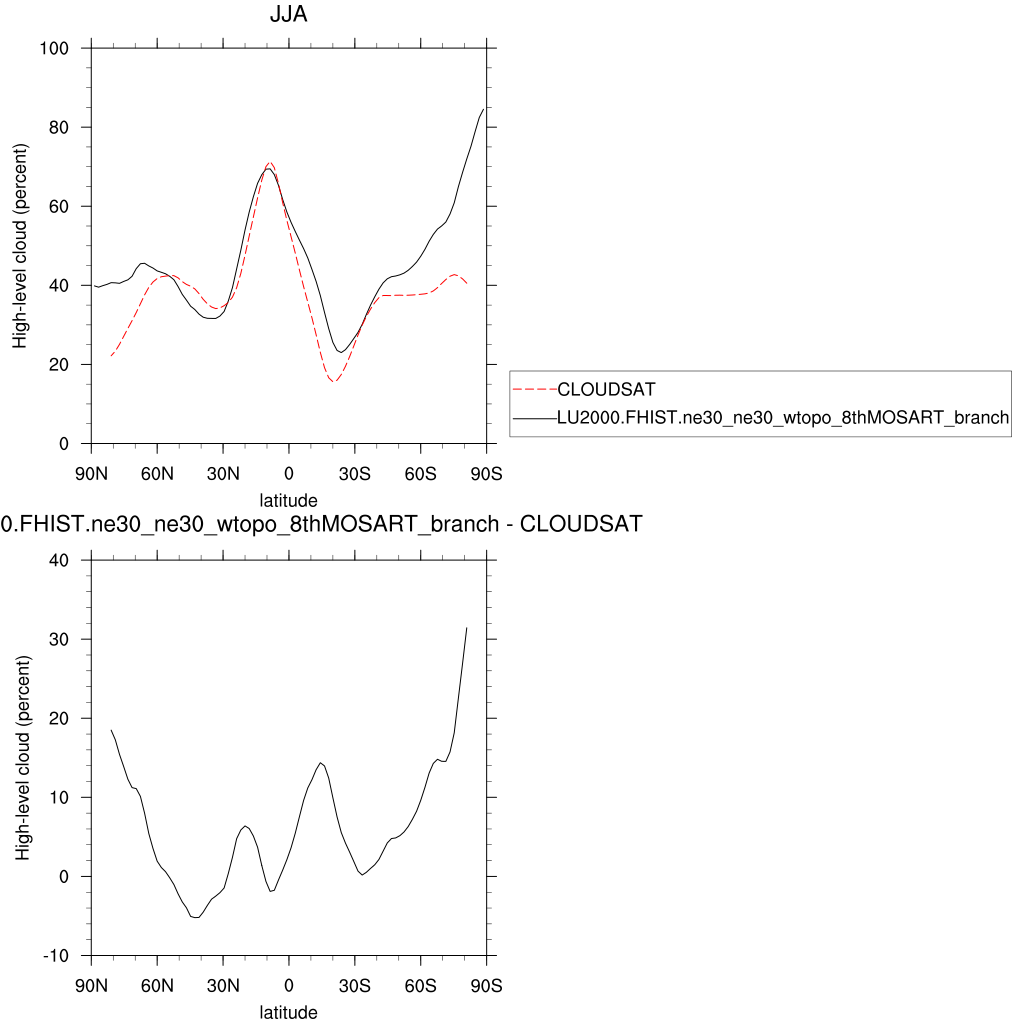 JJA
100
80
60
40
20
0
High-level cloud (percent)
90N 60N 30N 0 30S 60S 90S
latitude
CLOUDSAT
LU2000.FHIST.ne30_ne30_wtopo_8thMOSART_branch
0.FHIST.ne30_ne30_wtopo_8thMOSART_branch - CLOUDSAT
40
30
20
10
0
-10
High-level cloud (percent)
90N 60N 30N 0 30S 60S 90S
latitude